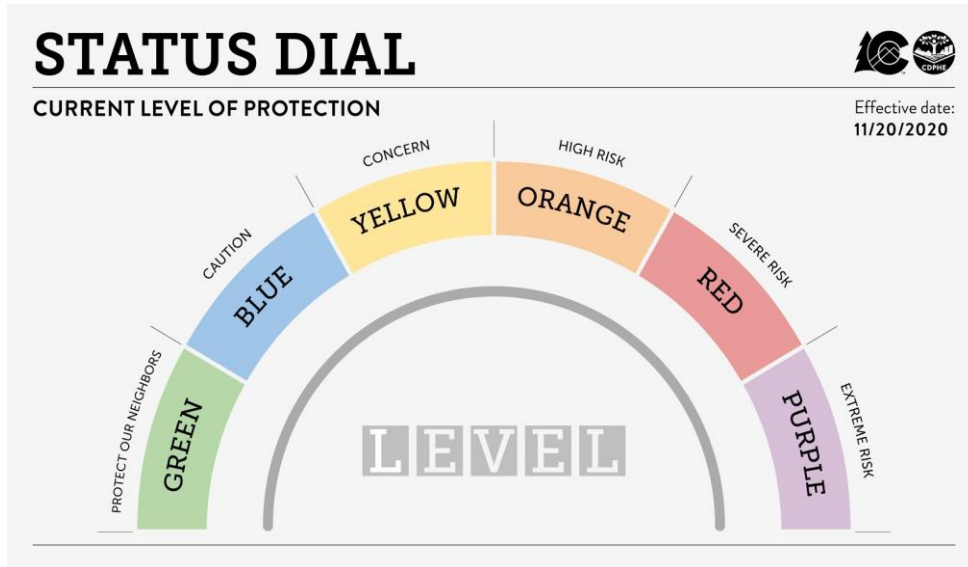 STATUS DIAL
CDPHE
CURRENT LEVEL OF PROTECTION
Effective date:
11/20/2020
PROTECT OUR NEIGHBORS
GREEN
CAUTION
BLUE
CONCERN
YELLOW
HIGH RISK
ORANGE
SEVERE RISK
RED
EXTREME RISK
PURPLE
LEVEL